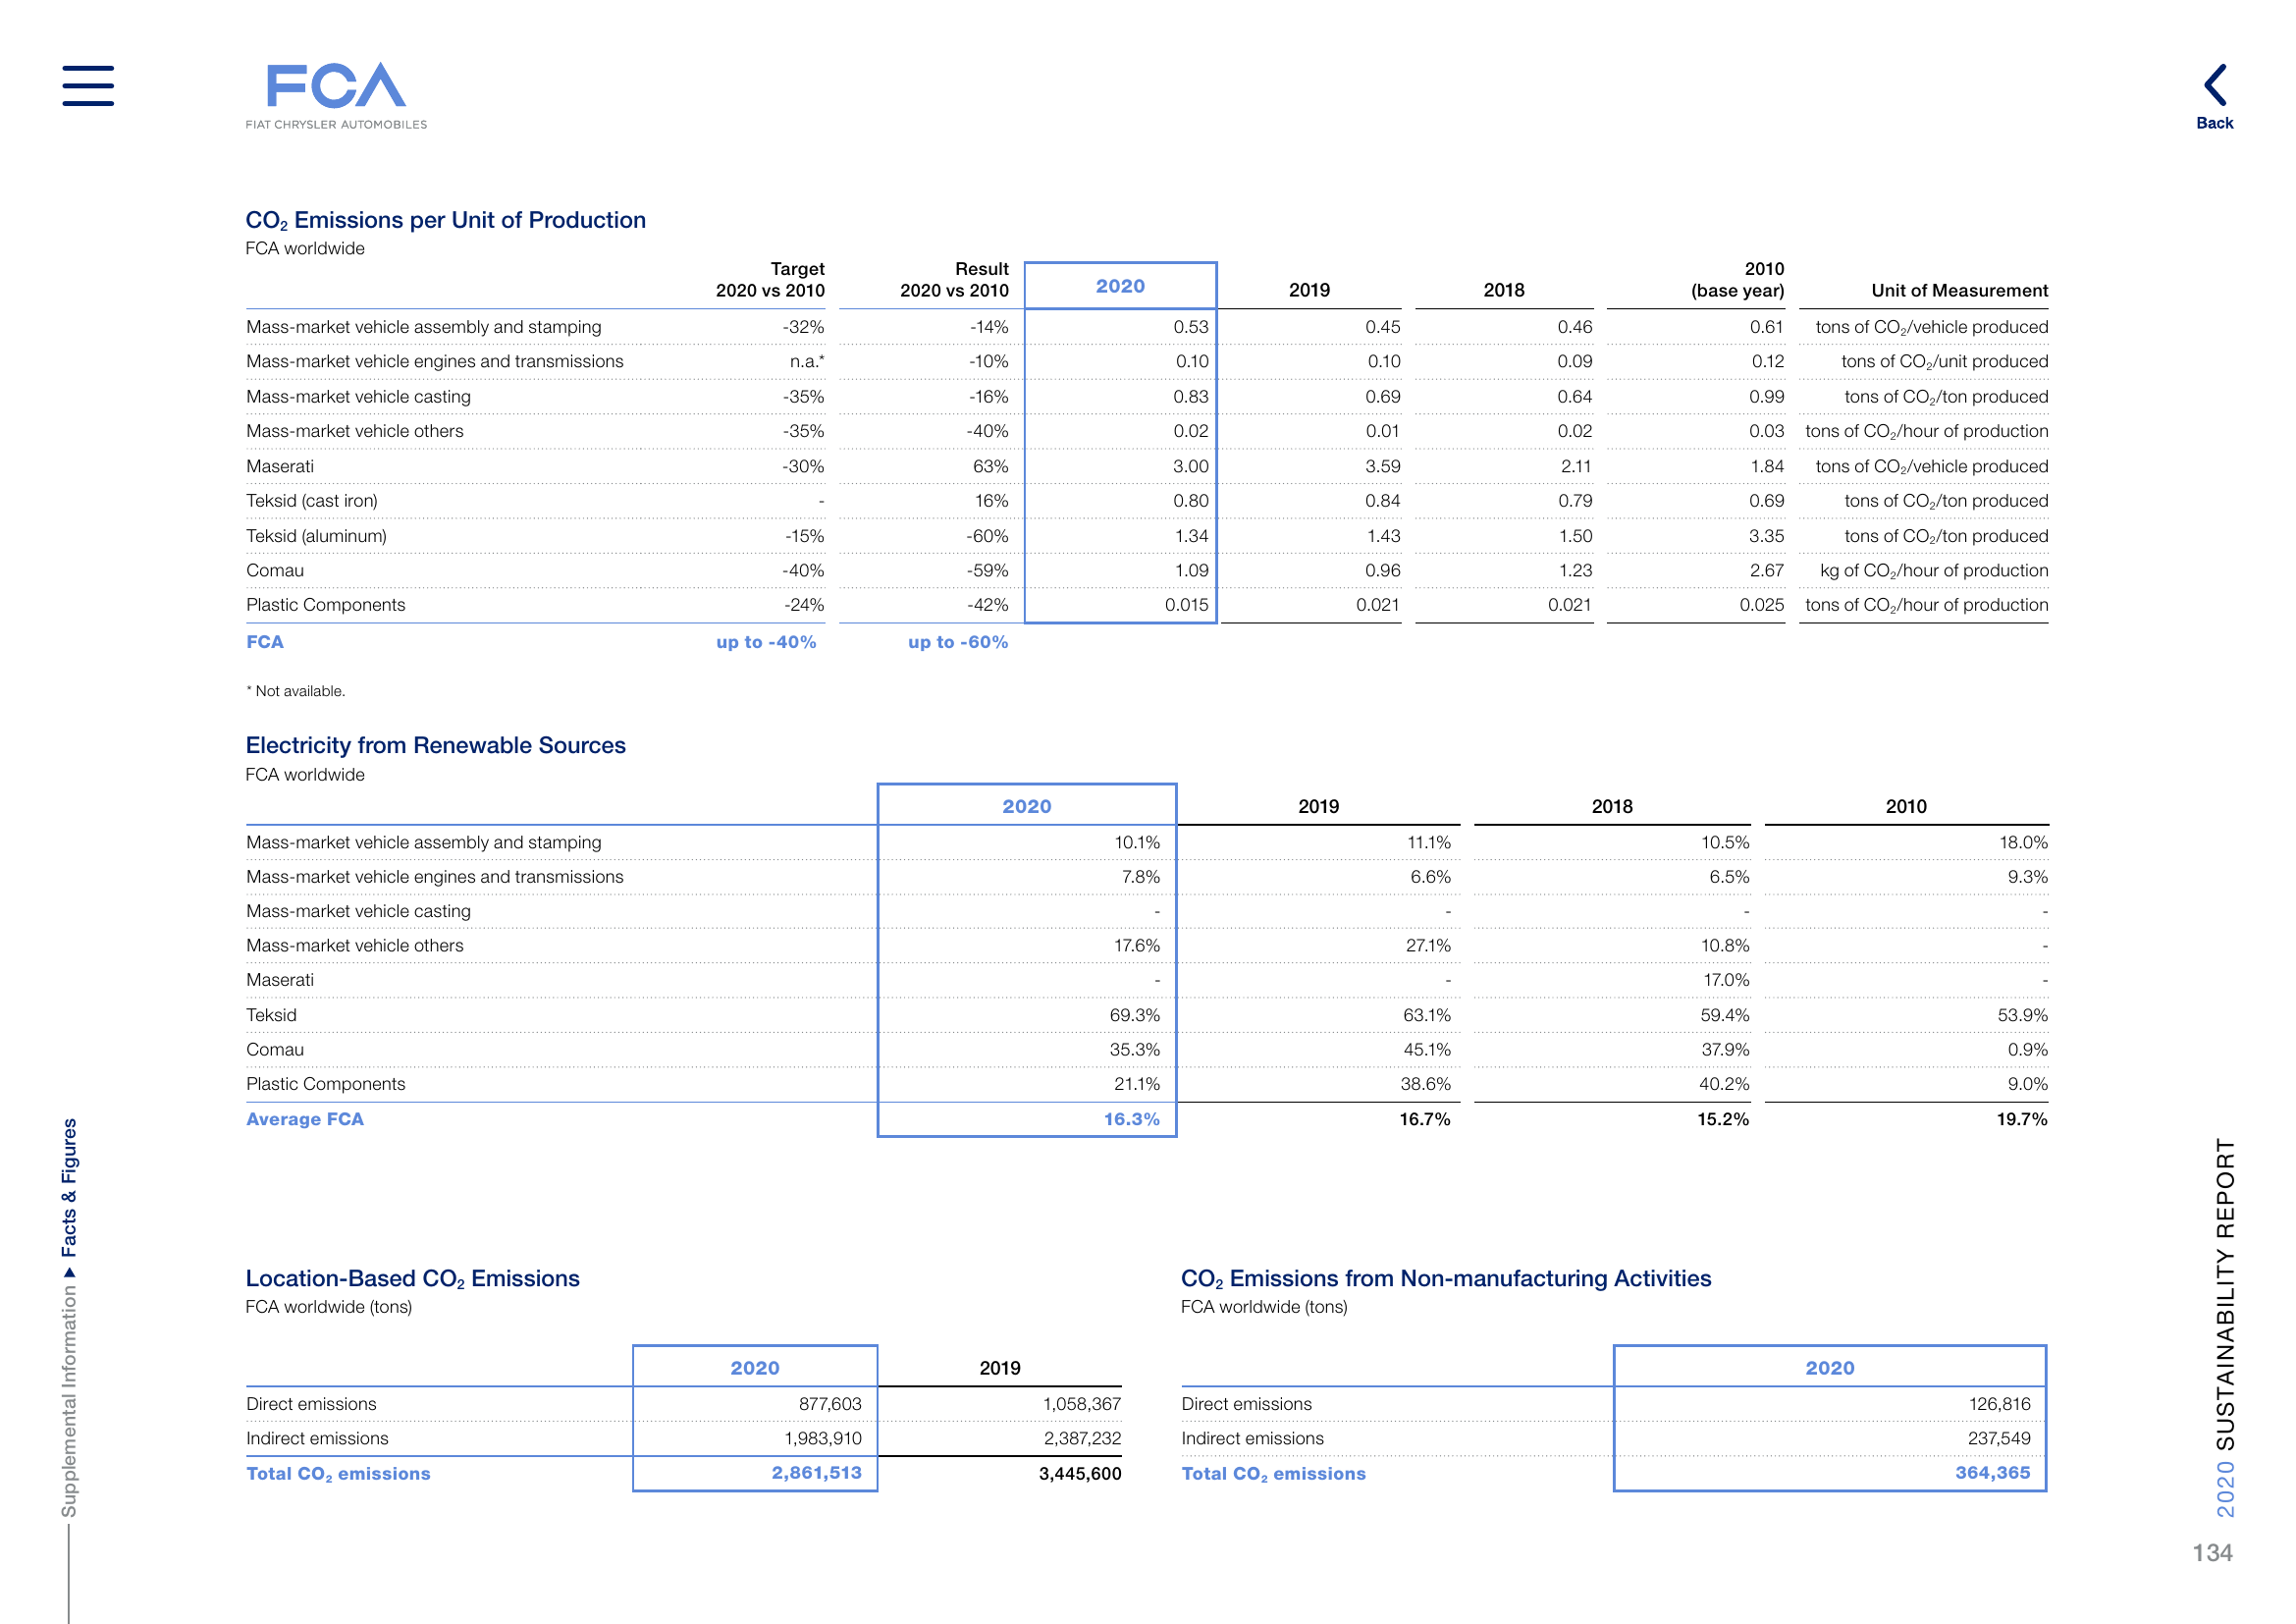 FCA
FIAT CHRYSLER AUTOMOBILES
Back
CO₂ Emissions per Unit of Production
FCA worldwide
Target 2020 vs 2010 Result 2020 vs 2010 2020 2019 2018 2010 (base year) Unit of Measurement
Mass-market vehicle assembly and stamping -32% -14% 0.53 0.45 0.46 0.61 tons of CO₂/vehicle produced
Mass-market vehicle engines and transmissions n.a.* -10% 0.10 0.10 0.09 0.12 tons of CO₂/unit produced
Mass-market vehicle casting -35% -16% 0.83 0.69 0.64 0.99 tons of CO₂/ton produced
Mass-market vehicle others -35% -40% 0.02 0.01 0.02 0.03 tons of CO₂/hour of production
Maserati -30% 63% 3.00 3.59 2.11 1.84 tons of CO₂/vehicle produced
Teksid (cast iron) - 16% 0.80 0.84 0.79 0.69 tons of CO₂/ton produced
Teksid (aluminum) -15% -60% 1.34 1.43 1.50 3.35 tons of CO₂/ton produced
Comau -40% -59% 1.09 0.96 1.23 2.67 kg of CO₂/hour of production
Plastic Components -24% -42% 0.015 0.021 0.021 0.025 tons of CO₂/hour of production
FCA up to -40% up to -60%
* Not available.
Electricity from Renewable Sources
FCA worldwide
2020 2019 2018 2010
Mass-market vehicle assembly and stamping 10.1% 11.1% 10.5% 18.0%
Mass-market vehicle engines and transmissions 7.8% 6.6% 6.5% 9.3%
Mass-market vehicle casting - - - -
Mass-market vehicle others 17.6% 27.1% 10.8% -
Maserati - - 17.0% -
Teksid 69.3% 63.1% 59.4% 53.9%
Comau 35.3% 45.1% 37.9% 0.9%
Plastic Components 21.1% 38.6% 40.2% 9.0%
Average FCA 16.3% 16.7% 15.2% 19.7%
Location-Based CO₂ Emissions
FCA worldwide (tons)
2020 2019
Direct emissions 877,603 1,058,367
Indirect emissions 1,983,910 2,387,232
Total CO₂ emissions 2,861,513 3,445,600
CO₂ Emissions from Non-manufacturing Activities
FCA worldwide (tons)
2020
Direct emissions 126,816
Indirect emissions 237,549
Total CO₂ emissions 364,365
Supplemental Information ▶ Facts & Figures
2020 SUSTAINABILITY REPORT
134